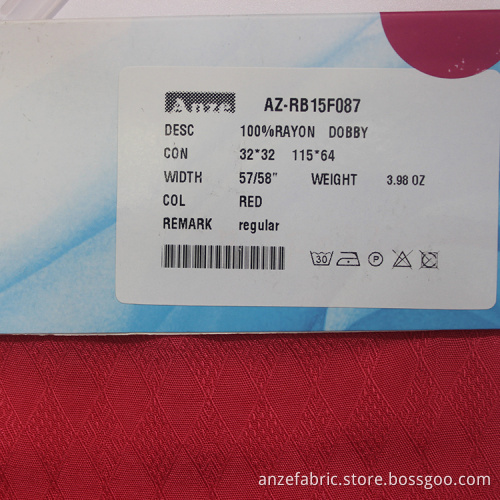 Anze AZ-RB15F087
DESC 100%RAYON DOBBY
CON 32*32 115*64
WIDTH 57/58" WEIGHT 3.98 OZ
COL RED
REMARK regular
30 P
anzefabric.store.bossgoo.com